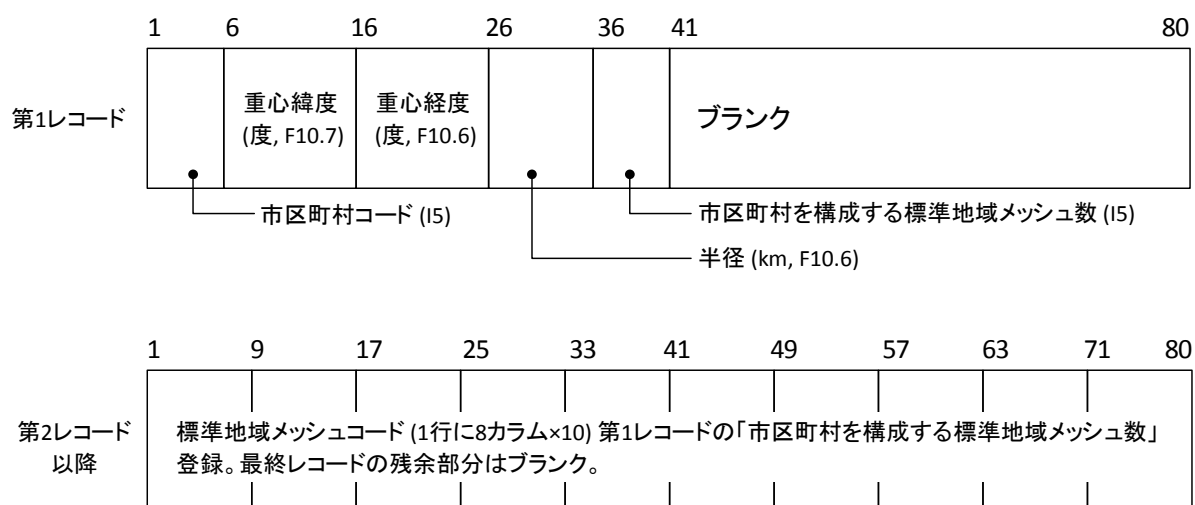 1 6 16 26 36 41 80
第1レコード
重心緯度
(度, F10.7)
重心経度
(度, F10.6)
ブランク
市区町村コード (I5)
市区町村を構成する標準地域メッシュ数 (I5)
半径 (km, F10.6)
1 9 17 25 33 41 49 57 63 71 80
第2レコード
以降
標準地域メッシュコード (1行に8カラム×10) 第1レコードの「市区町村を構成する標準地域メッシュ数」
登録。最終レコードの残余部分はブランク。